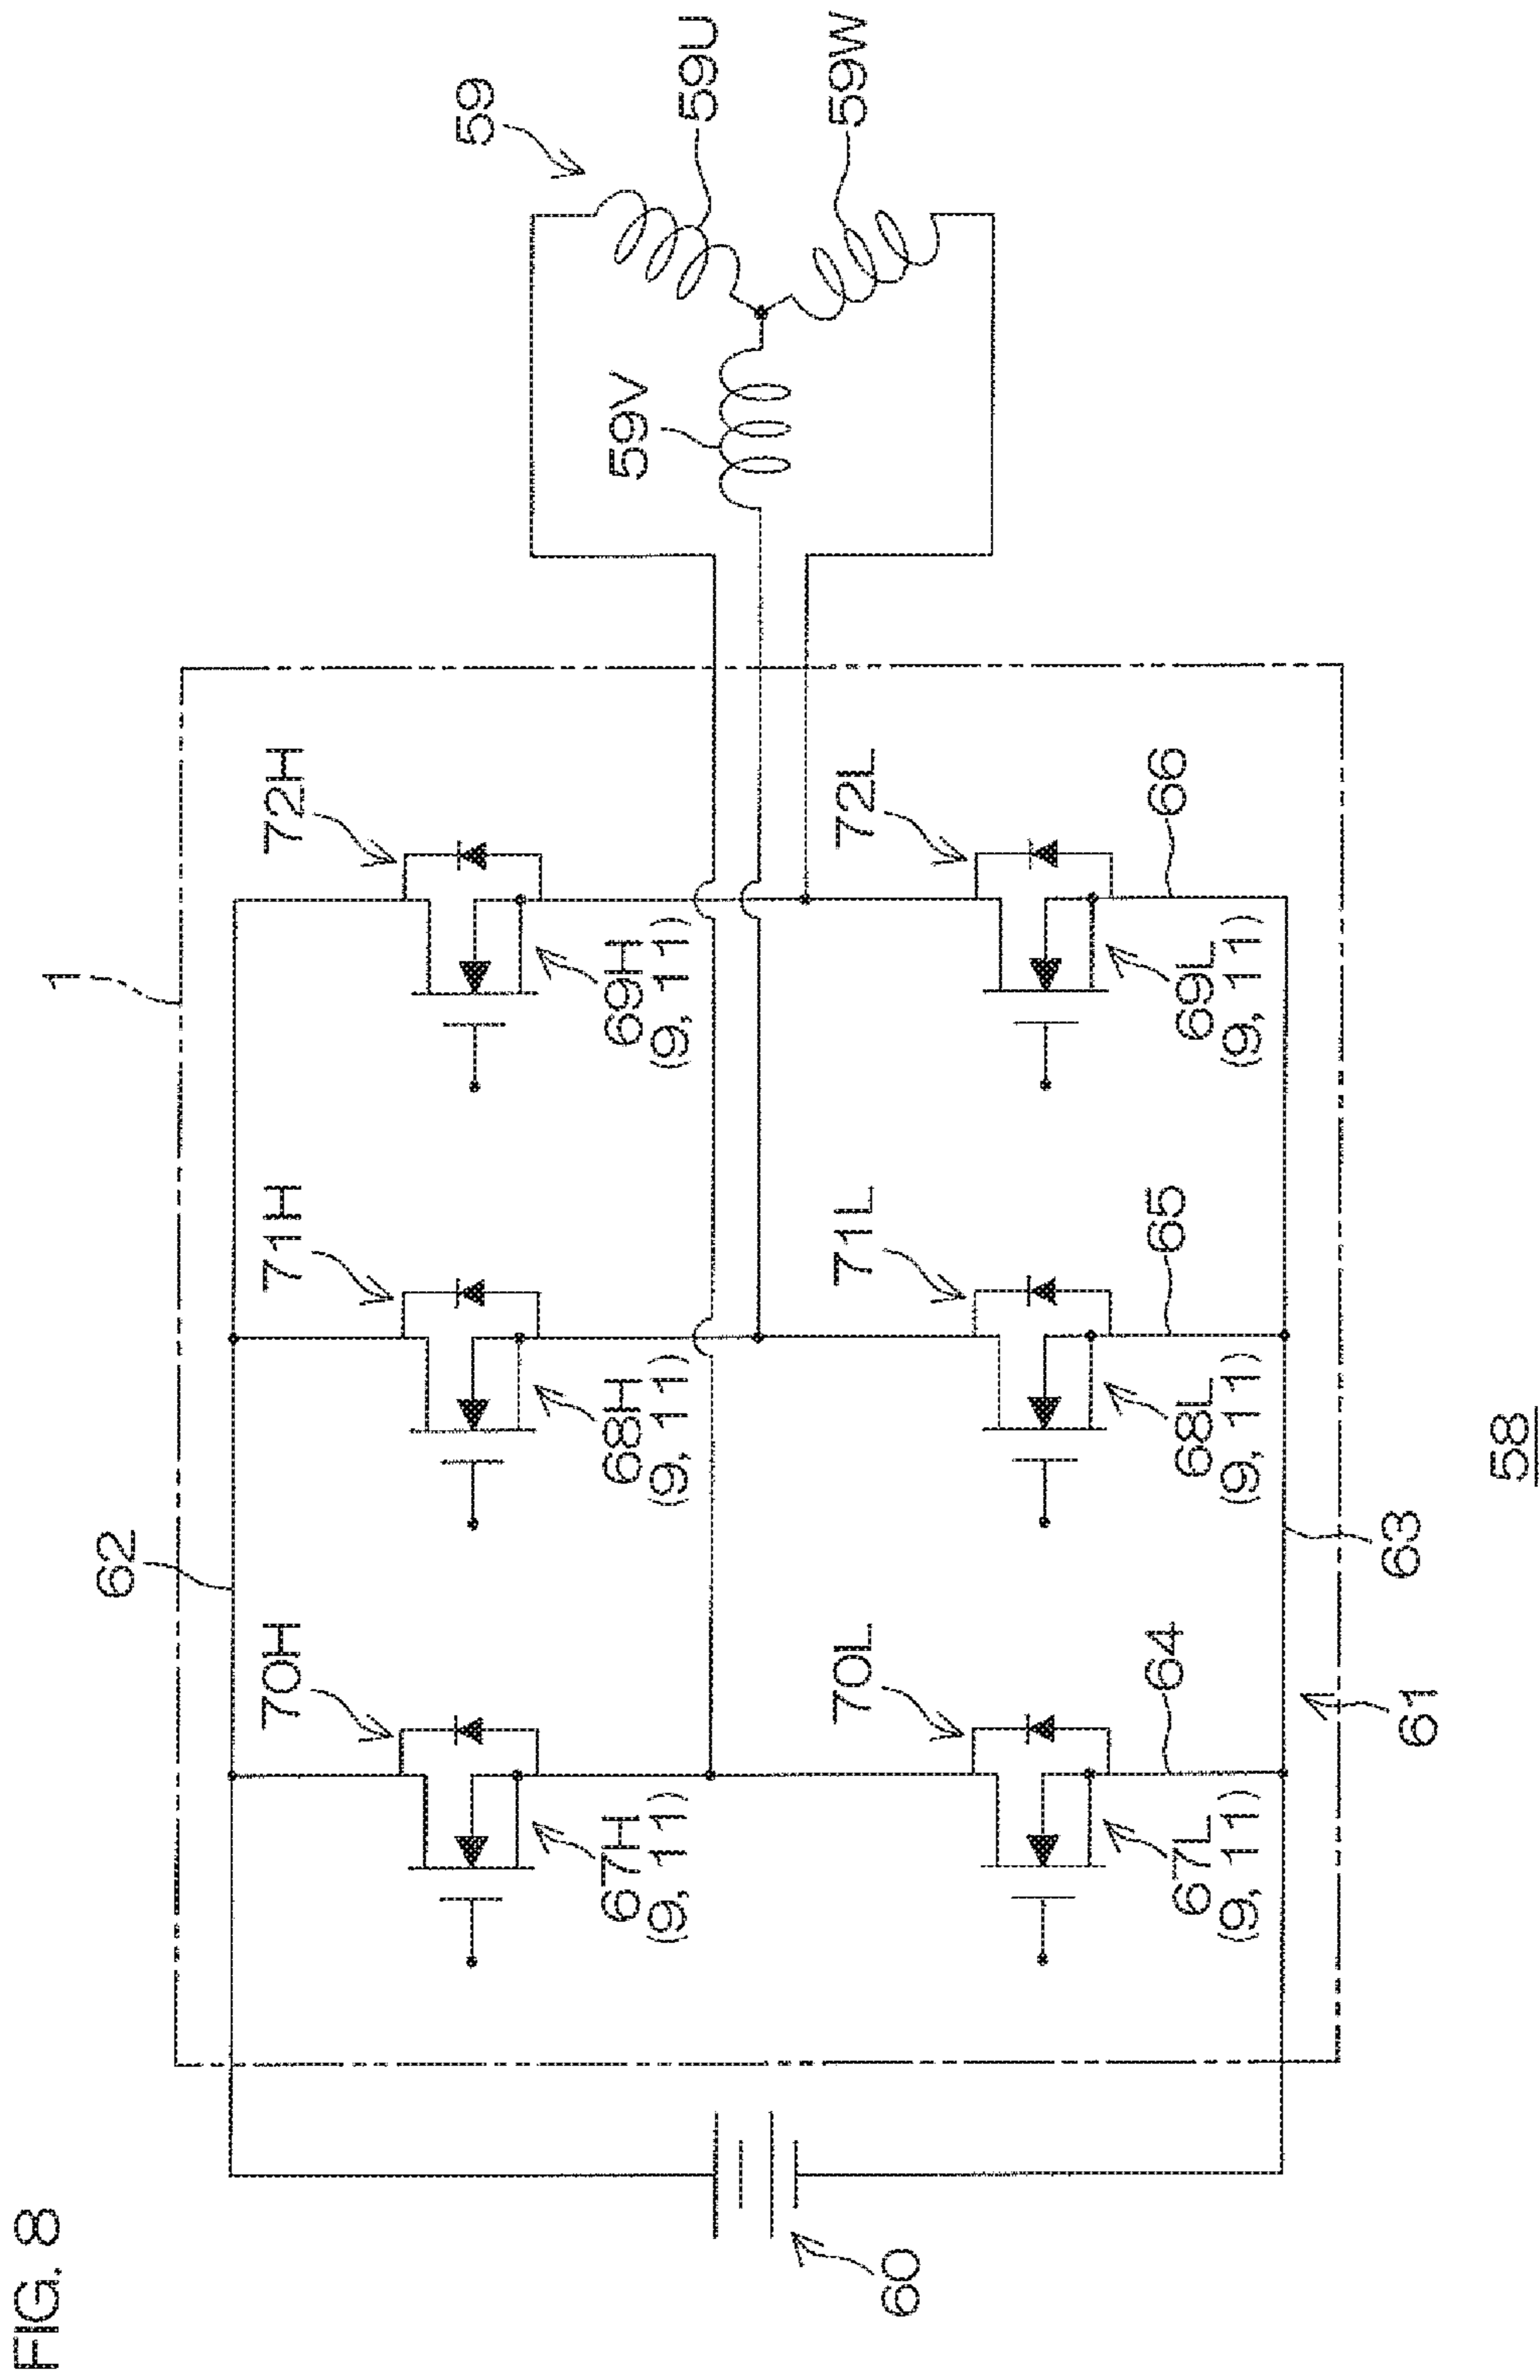 FIG. 8
1
62
70H
71H
72H
67H
(9, 11)
68H
(9, 11)
69H
(9, 11)
59
59U
59V
59W
60
70L
71L
72L
67L
(9, 11)
68L
(9, 11)
69L
(9, 11)
64
65
66
61
63
58